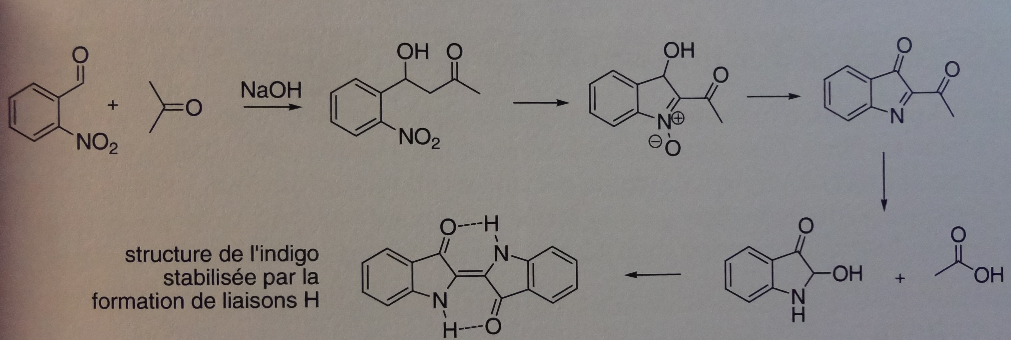 O
+
O
NaOH
NO₂
OH O
NO₂
OH
O
N⊕
⊖O
O
O
N
structure de l'indigo
stabilisée par la
formation de liaisons H
O H
N
N
H O
O
OH
N
H
+
O
OH